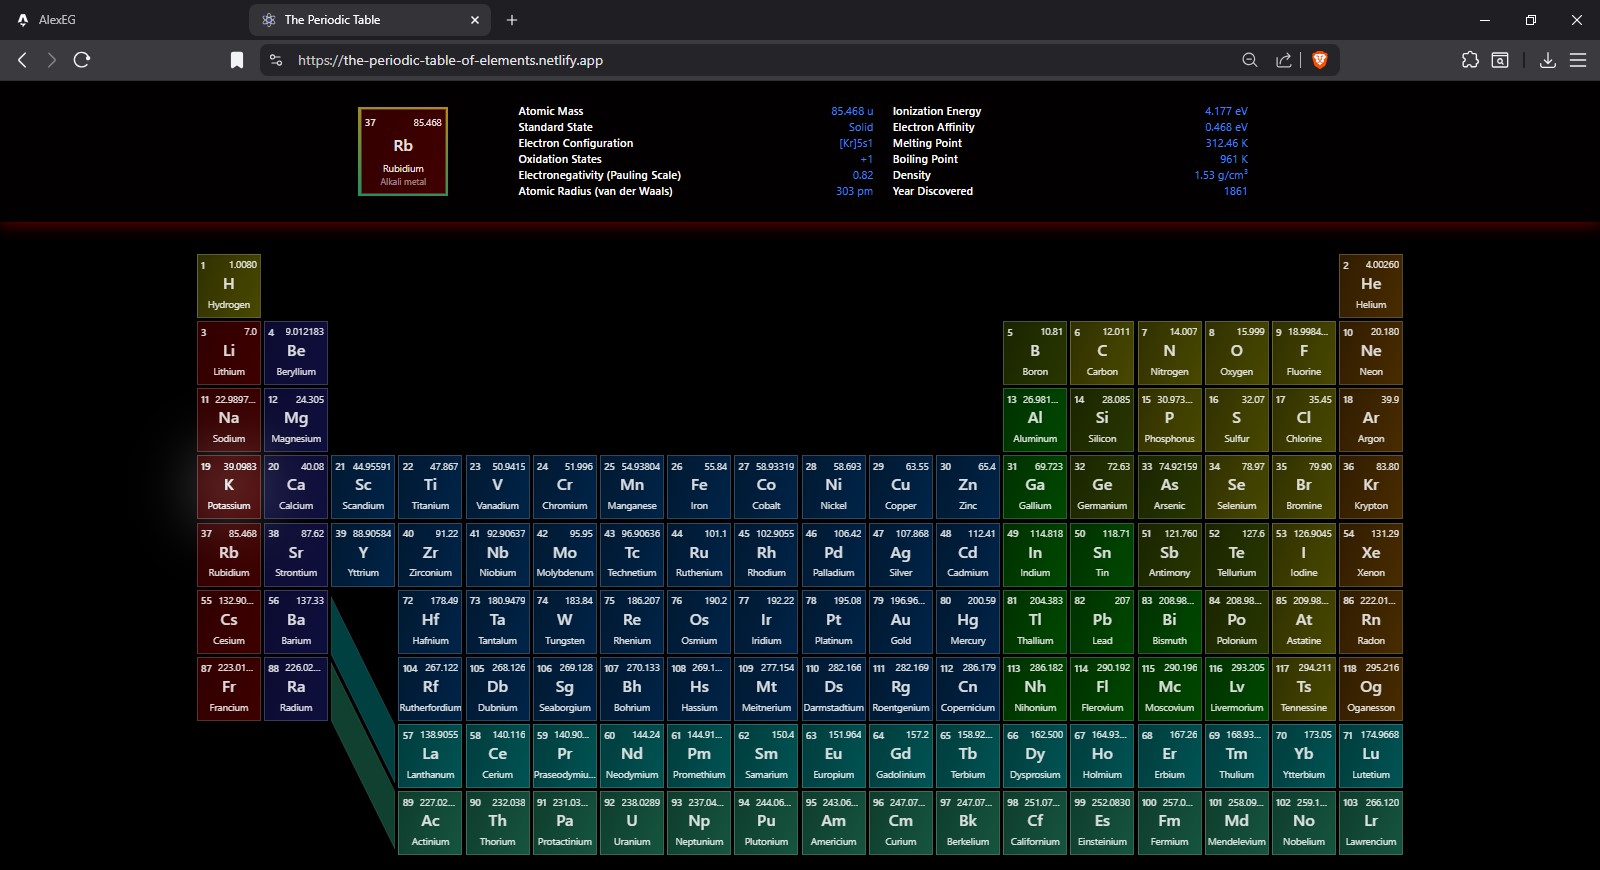 AlexEG
The Periodic Table
https://the-periodic-table-of-elements.netlify.app
37 85.468
Rb
Rubidium
Alkali metal
Atomic Mass 85.468 u
Standard State Solid
Electron Configuration [Kr]5s1
Oxidation States +1
Electronegativity (Pauling Scale) 0.82
Atomic Radius (van der Waals) 303 pm
Ionization Energy 4.177 eV
Electron Affinity 0.468 eV
Melting Point 312.46 K
Boiling Point 961 K
Density 1.53 g/cm³
Year Discovered 1861
1 1.0080 2 4.00260
H He
Hydrogen Helium
3 7.0 4 9.012183 5 10.81 6 12.011 7 14.007 8 15.999 9 18.9984... 10 20.180
Li Be B C N O F Ne
Lithium Beryllium Boron Carbon Nitrogen Oxygen Fluorine Neon
11 22.9897... 12 24.305 13 26.981... 14 28.085 15 30.973... 16 32.07 17 35.45 18 39.9
Na Mg Al Si P S Cl Ar
Sodium Magnesium Aluminum Silicon Phosphorus Sulfur Chlorine Argon
19 39.0983 20 40.08 21 44.95591 22 47.867 23 50.9415 24 51.996 25 54.93804 26 55.84 27 58.93319 28 58.693 29 63.55 30 65.4 31 69.723 32 72.63 33 74.92159 34 78.97 35 79.90 36 83.80
K Ca Sc Ti V Cr Mn Fe Co Ni Cu Zn Ga Ge As Se Br Kr
Potassium Calcium Scandium Titanium Vanadium Chromium Manganese Iron Cobalt Nickel Copper Zinc Gallium Germanium Arsenic Selenium Bromine Krypton
37 85.468 38 87.62 39 88.90584 40 91.22 41 92.90637 42 95.95 43 96.90636 44 101.1 45 102.9055 46 106.42 47 107.868 48 112.41 49 114.818 50 118.71 51 121.760 52 127.6 53 126.9045 54 131.29
Rb Sr Y Zr Nb Mo Tc Ru Rh Pd Ag Cd In Sn Sb Te I Xe
Rubidium Strontium Yttrium Zirconium Niobium Molybdenum Technetium Ruthenium Rhodium Palladium Silver Cadmium Indium Tin Antimony Tellurium Iodine Xenon
55 132.90... 56 137.33 72 178.49 73 180.9479 74 183.84 75 186.207 76 190.2 77 192.22 78 195.08 79 196.96... 80 200.59 81 204.383 82 207 83 208.98... 84 208.98... 85 209.98... 86 222.01...
Cs Ba Hf Ta W Re Os Ir Pt Au Hg Tl Pb Bi Po At Rn
Cesium Barium Hafnium Tantalum Tungsten Rhenium Osmium Iridium Platinum Gold Mercury Thallium Lead Bismuth Polonium Astatine Radon
87 223.01... 88 226.02... 104 267.122 105 268.126 106 269.128 107 270.133 108 269.1... 109 277.154 110 282.166 111 282.169 112 286.179 113 286.182 114 290.192 115 290.196 116 293.205 117 294.211 118 295.216
Fr Ra Rf Db Sg Bh Hs Mt Ds Rg Cn Nh Fl Mc Lv Ts Og
Francium Radium Rutherfordium Dubnium Seaborgium Bohrium Hassium Meitnerium Darmstadtium Roentgenium Copernicium Nihonium Flerovium Moscovium Livermorium Tennessine Oganesson
57 138.9055 58 140.116 59 140.90... 60 144.24 61 144.91... 62 150.4 63 151.964 64 157.2 65 158.92... 66 162.500 67 164.93... 68 167.26 69 168.93... 70 173.05 71 174.9668
La Ce Pr Nd Pm Sm Eu Gd Tb Dy Ho Er Tm Yb Lu
Lanthanum Cerium Praseodymiu... Neodymium Promethium Samarium Europium Gadolinium Terbium Dysprosium Holmium Erbium Thulium Ytterbium Lutetium
89 227.02... 90 232.038 91 231.03... 92 238.0289 93 237.04... 94 244.06... 95 243.06... 96 247.07... 97 247.07... 98 251.07... 99 252.0830 100 257.0... 101 258.09... 102 259.1... 103 266.120
Ac Th Pa U Np Pu Am Cm Bk Cf Es Fm Md No Lr
Actinium Thorium Protactinium Uranium Neptunium Plutonium Americium Curium Berkelium Californium Einsteinium Fermium Mendelevium Nobelium Lawrencium